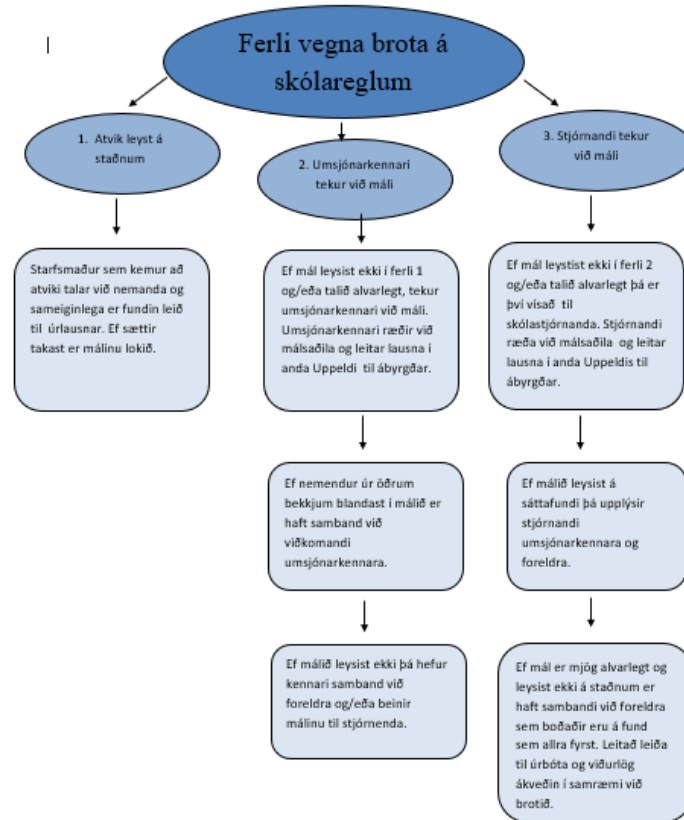 Ferli vegna brota á
skólareglum
1. Atvik leyst á
staðnum
2. Umsjónarkennari
tekur við máli
3. Stjórnandi tekur
við máli
Starfsmaður sem kemur að
atviki talar við nemanda og
sameiginlega er fundin leið
til úrlausnar. Ef sættir
takast er málinu lokið.
Ef mál leysist ekki í ferli 1
og/eða talið alvarlegt, tekur
umsjónarkennari við máli.
Umsjónarkennari ræðir við
málsaðila og leitar lausna í
anda Uppeldi til ábyrgðar.
Ef nemendur úr öðrum
bekkjum blandast í málið er
haft samband við
viðkomandi
umsjónarkennara.
Ef málið leysist ekki þá hefur
kennari samband við
foreldra og/eða beinir
málinu til stjórnenda.
Ef mál leystist ekki í ferli 2
og/eða talið alvarlegt þá er
því vísað til
skólastjórnanda. Stjórnandi
ræða við málsaðila og leitar
lausna í anda Uppeldis til
ábyrgðar.
Ef málið leysist á
sáttafundi þá upplýsir
stjórnandi
umsjónarkennara og
foreldra.
Ef mál er mjög alvarlegt og
leysist ekki á staðnum er
haft sambandi við foreldra
sem boðaðir eru á fund
sem allra fyrst. Leitað leiða
til úrbóta og viðurlög
ákveðin í samræmi við
brotið.